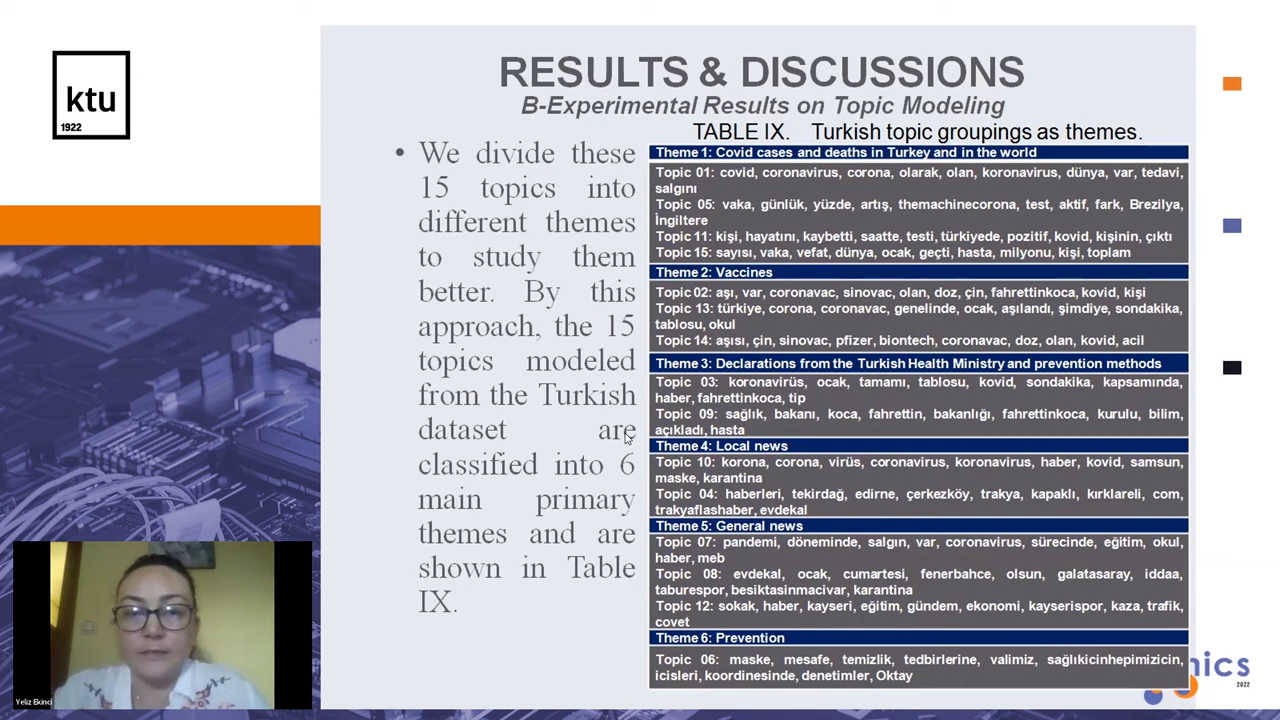 ktu
1922
RESULTS & DISCUSSIONS
B-Experimental Results on Topic Modeling
TABLE IX. Turkish topic groupings as themes.
• We divide these
15 topics into
different themes
to study them
better. By this
approach, the 15
topics modeled
from the Turkish
dataset are
classified into 6
main primary
themes and are
shown in Table
IX.
Theme 1: Covid cases and deaths in Turkey and in the world
Topic 01: covid, coronavirus, corona, olarak, olan, koronavirus, dünya, var, tedavi,
salgını
Topic 05: vaka, günlük, yüzde, artış, themachinecorona, test, aktif, fark, Brezilya,
İngiltere
Topic 11: kişi, hayatını, kaybetti, saatte, testi, türkiyede, pozitif, kovid, kişinin, çıktı
Topic 15: sayısı, vaka, vefat, dünya, ocak, geçti, hasta, milyonu, kişi, toplam
Theme 2: Vaccines
Topic 02: aşı, var, coronavac, sinovac, olan, doz, çin, fahrettinkoca, kovid, kişi
Topic 13: türkiye, corona, coronavac, genelinde, ocak, aşılandı, şimdiye, sondakika,
tablosu, okul
Topic 14: aşısı, çin, sinovac, pfizer, biontech, coronavac, doz, olan, kovid, acil
Theme 3: Declarations from the Turkish Health Ministry and prevention methods
Topic 03: koronavirüs, ocak, tamamı, tablosu, kovid, sondakika, kapsamında,
haber, fahrettinkoca, tip
Topic 09: sağlık, bakanı, koca, fahrettin, bakanlığı, fahrettinkoca, kurulu, bilim,
açıkladı, hasta
Theme 4: Local news
Topic 10: korona, corona, virüs, coronavirus, koronavirus, haber, kovid, samsun,
maske, karantina
Topic 04: haberleri, tekirdağ, edirne, çerkezköy, trakya, kapaklı, kırklareli, com,
trakyaflashaber, evdekal
Theme 5: General news
Topic 07: pandemi, döneminde, salgın, var, coronavirus, sürecinde, eğitim, okul,
haber, meb
Topic 08: evdekal, ocak, cumartesi, fenerbahce, olsun, galatasaray, iddaa,
taburespor, besiktasinmacivar, karantina
Topic 12: sokak, haber, kayseri, eğitim, gündem, ekonomi, kayserispor, kaza, trafik,
covet
Theme 6: Prevention
Topic 06: maske, mesafe, temizlik, tedbirlerine, valimiz, sağlıkicinhepimizicin,
icisleri, koordinesinde, denetimler, Oktay
nics
2022
Yeliz Ekinci